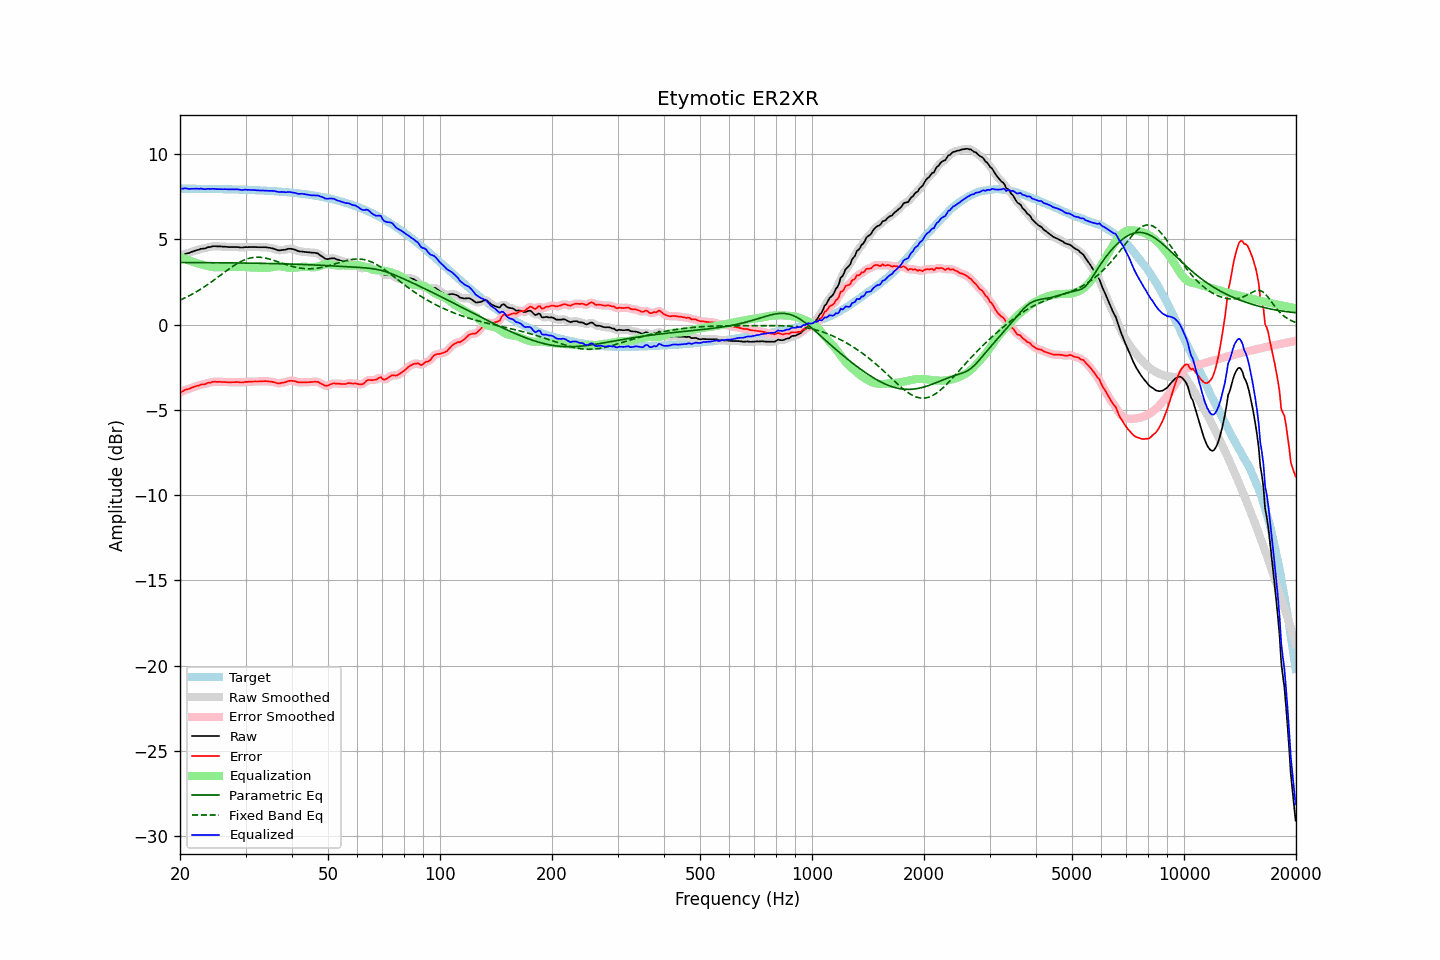 Etymotic ER2XR
Amplitude (dBr)
10
5
0
−5
−10
−15
−20
−25
−30
Target
Raw Smoothed
Error Smoothed
Raw
Error
Equalization
Parametric Eq
Fixed Band Eq
Equalized
20
50
100
200
500
1000
2000
5000
10000
20000
Frequency (Hz)